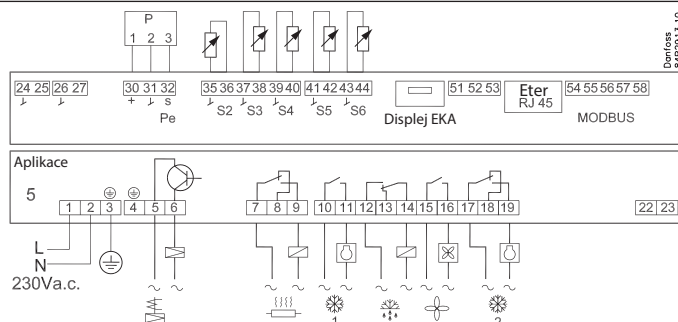 P
1 2 3
Danfoss
24 25 26 27 30 31 32 35 36 37 38 39 40 41 42 43 44 51 52 53 54 55 56 57 58
+ s
Pe
S2 S3 S4 S5 S6
Displej EKA
Eter
RJ 45
MODBUS
Aplikace
5
1 2 3 4 5 6 7 8 9 10 11 12 13 14 15 16 17 18 19 22 23
L
N
230Va.c.
1